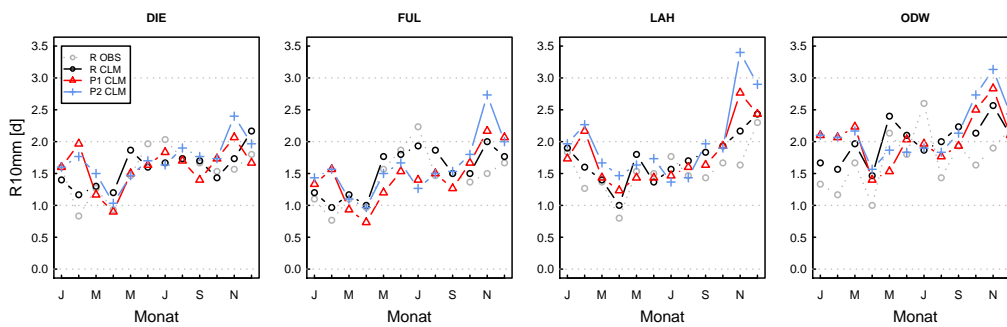 DIE FUL LAH ODW
R10mm [d]
3.5 3.5 3.5 3.5
R OBS
R CLM
P1 CLM
P2 CLM
3.0 3.0 3.0 3.0
2.5 2.5 2.5 2.5
2.0 2.0 2.0 2.0
1.5 1.5 1.5 1.5
1.0 1.0 1.0 1.0
0.5 0.5 0.5 0.5
0.0 0.0 0.0 0.0
J M M J S N J M M J S N J M M J S N J M M J S N
Monat Monat Monat Monat